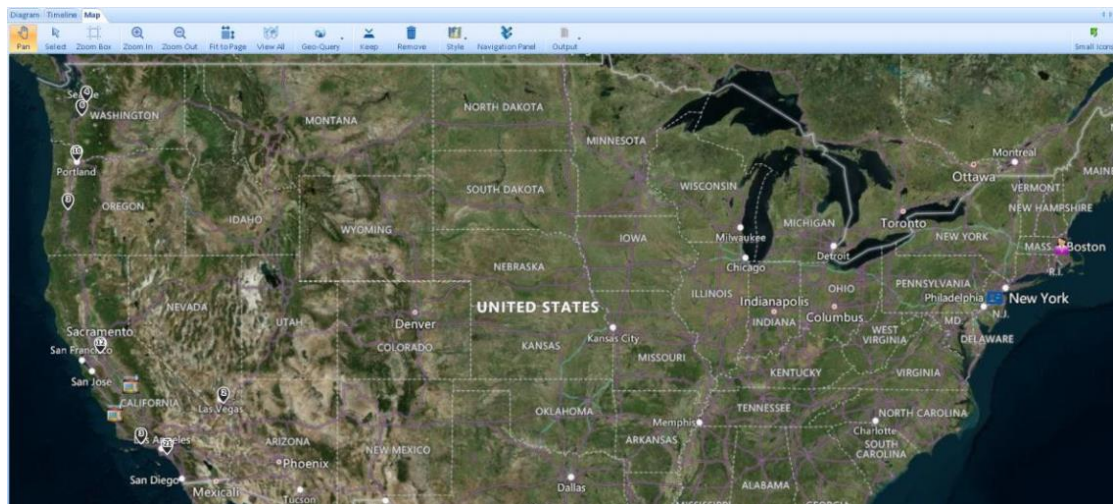 Diagram Timeline Map
Pan Select Zoom Box Zoom In Zoom Out Fit to Page View All Geo-Query Keep Remove Style Navigation Panel Output Small Icons
WASHINGTON
MONTANA
NORTH DAKOTA
MINNESOTA
Portland
OREGON
IDAHO
SOUTH DAKOTA
WYOMING
WISCONSIN
MICHIGAN
Ottawa
Montreal
VERMONT
MAINE
NEW HAMPSHIRE
Toronto
NEW YORK
MASS.
Boston
R.I.
Milwaukee
Chicago
Detroit
IOWA
NEBRASKA
PENNSYLVANIA
Philadelphia
New York
N.J.
ILLINOIS
Indianapolis
INDIANA
OHIO
Columbus
UNITED STATES
NEVADA
UTAH
Denver
COLORADO
Sacramento
San Francisco
San Jose
KANSAS
Kansas City
MISSOURI
WEST
VIRGINIA
MD.
DELAWARE
KENTUCKY
VIRGINIA
CALIFORNIA
Las Vegas
Los Angeles
ARIZONA
NEW MEXICO
OKLAHOMA
ARKANSAS
Memphis
TENNESSEE
NORTH CAROLINA
Charlotte
SOUTH
CAROLINA
Phoenix
San Diego
Mexicali
Tucson
Dallas
ALABAMA